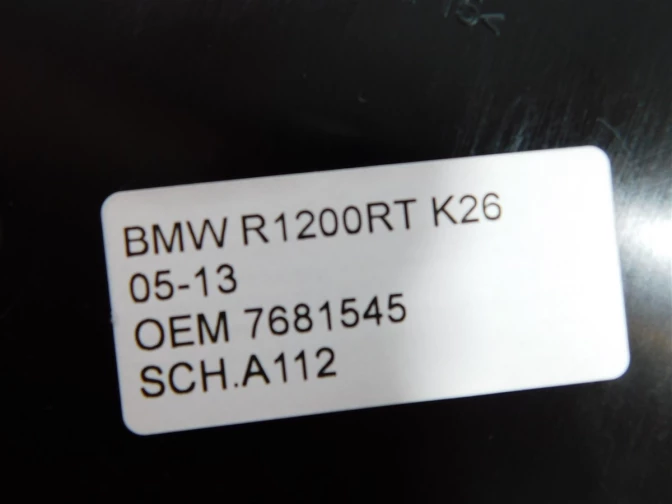 BMW R1200RT K26
05-13
OEM 7681545
SCH.A112